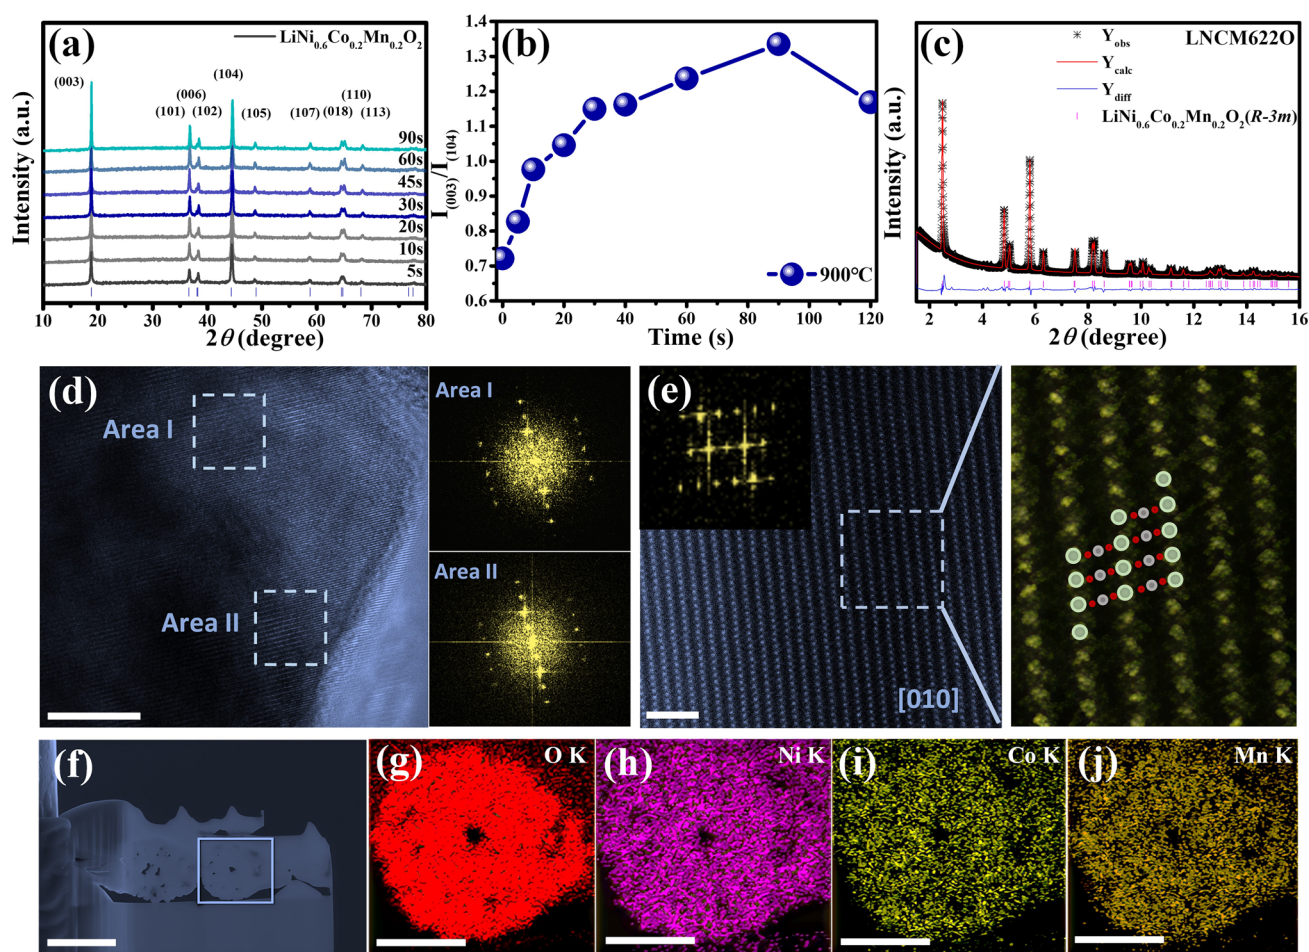 (a)
LiNi0.6Co0.2Mn0.2O2
(003)
(101)
(006)
(102)
(104)
(105)
(107)
(018)
(110)
(113)
90s
60s
45s
30s
20s
10s
5s
Intensity (a.u.)
10 20 30 40 50 60 70 80
2θ (degree)
(b)
1.4
1.3
1.2
1.1
1.0
0.9
0.8
0.7
0.6
I(003)/I(104)
900°C
0 20 40 60 80 100 120
Time (s)
(c)
LNCM622O
Yobs
Ycalc
Ydiff
LiNi0.6Co0.2Mn0.2O2(R-3m)
Intensity (a.u.)
2 4 6 8 10 12 14 16
2θ (degree)
(d)
Area I
Area II
Area I
Area II
(e)
[010]
(f)
(g)
O K
(h)
Ni K
(i)
Co K
(j)
Mn K